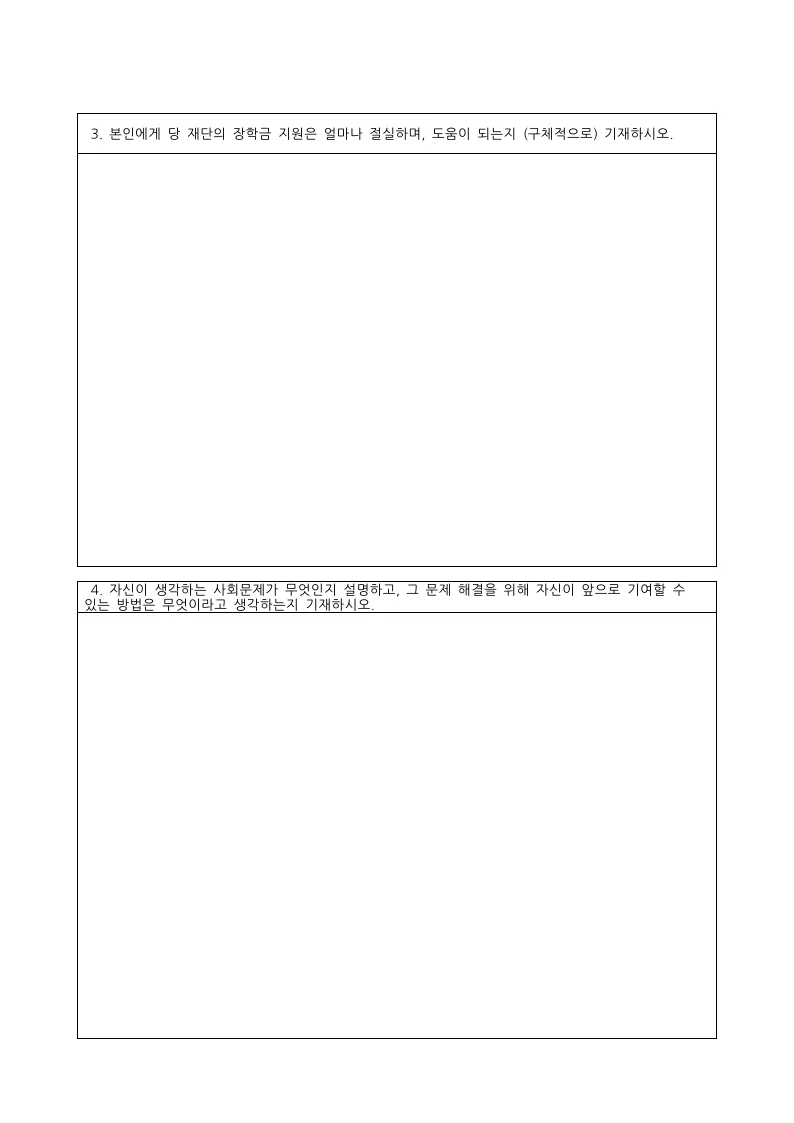 3. 본인에게 당 재단의 장학금 지원은 얼마나 절실하며, 도움이 되는지 (구체적으로) 기재하시오.
4. 자신이 생각하는 사회문제가 무엇인지 설명하고, 그 문제 해결을 위해 자신이 앞으로 기여할 수
있는 방법은 무엇이라고 생각하는지 기재하시오.